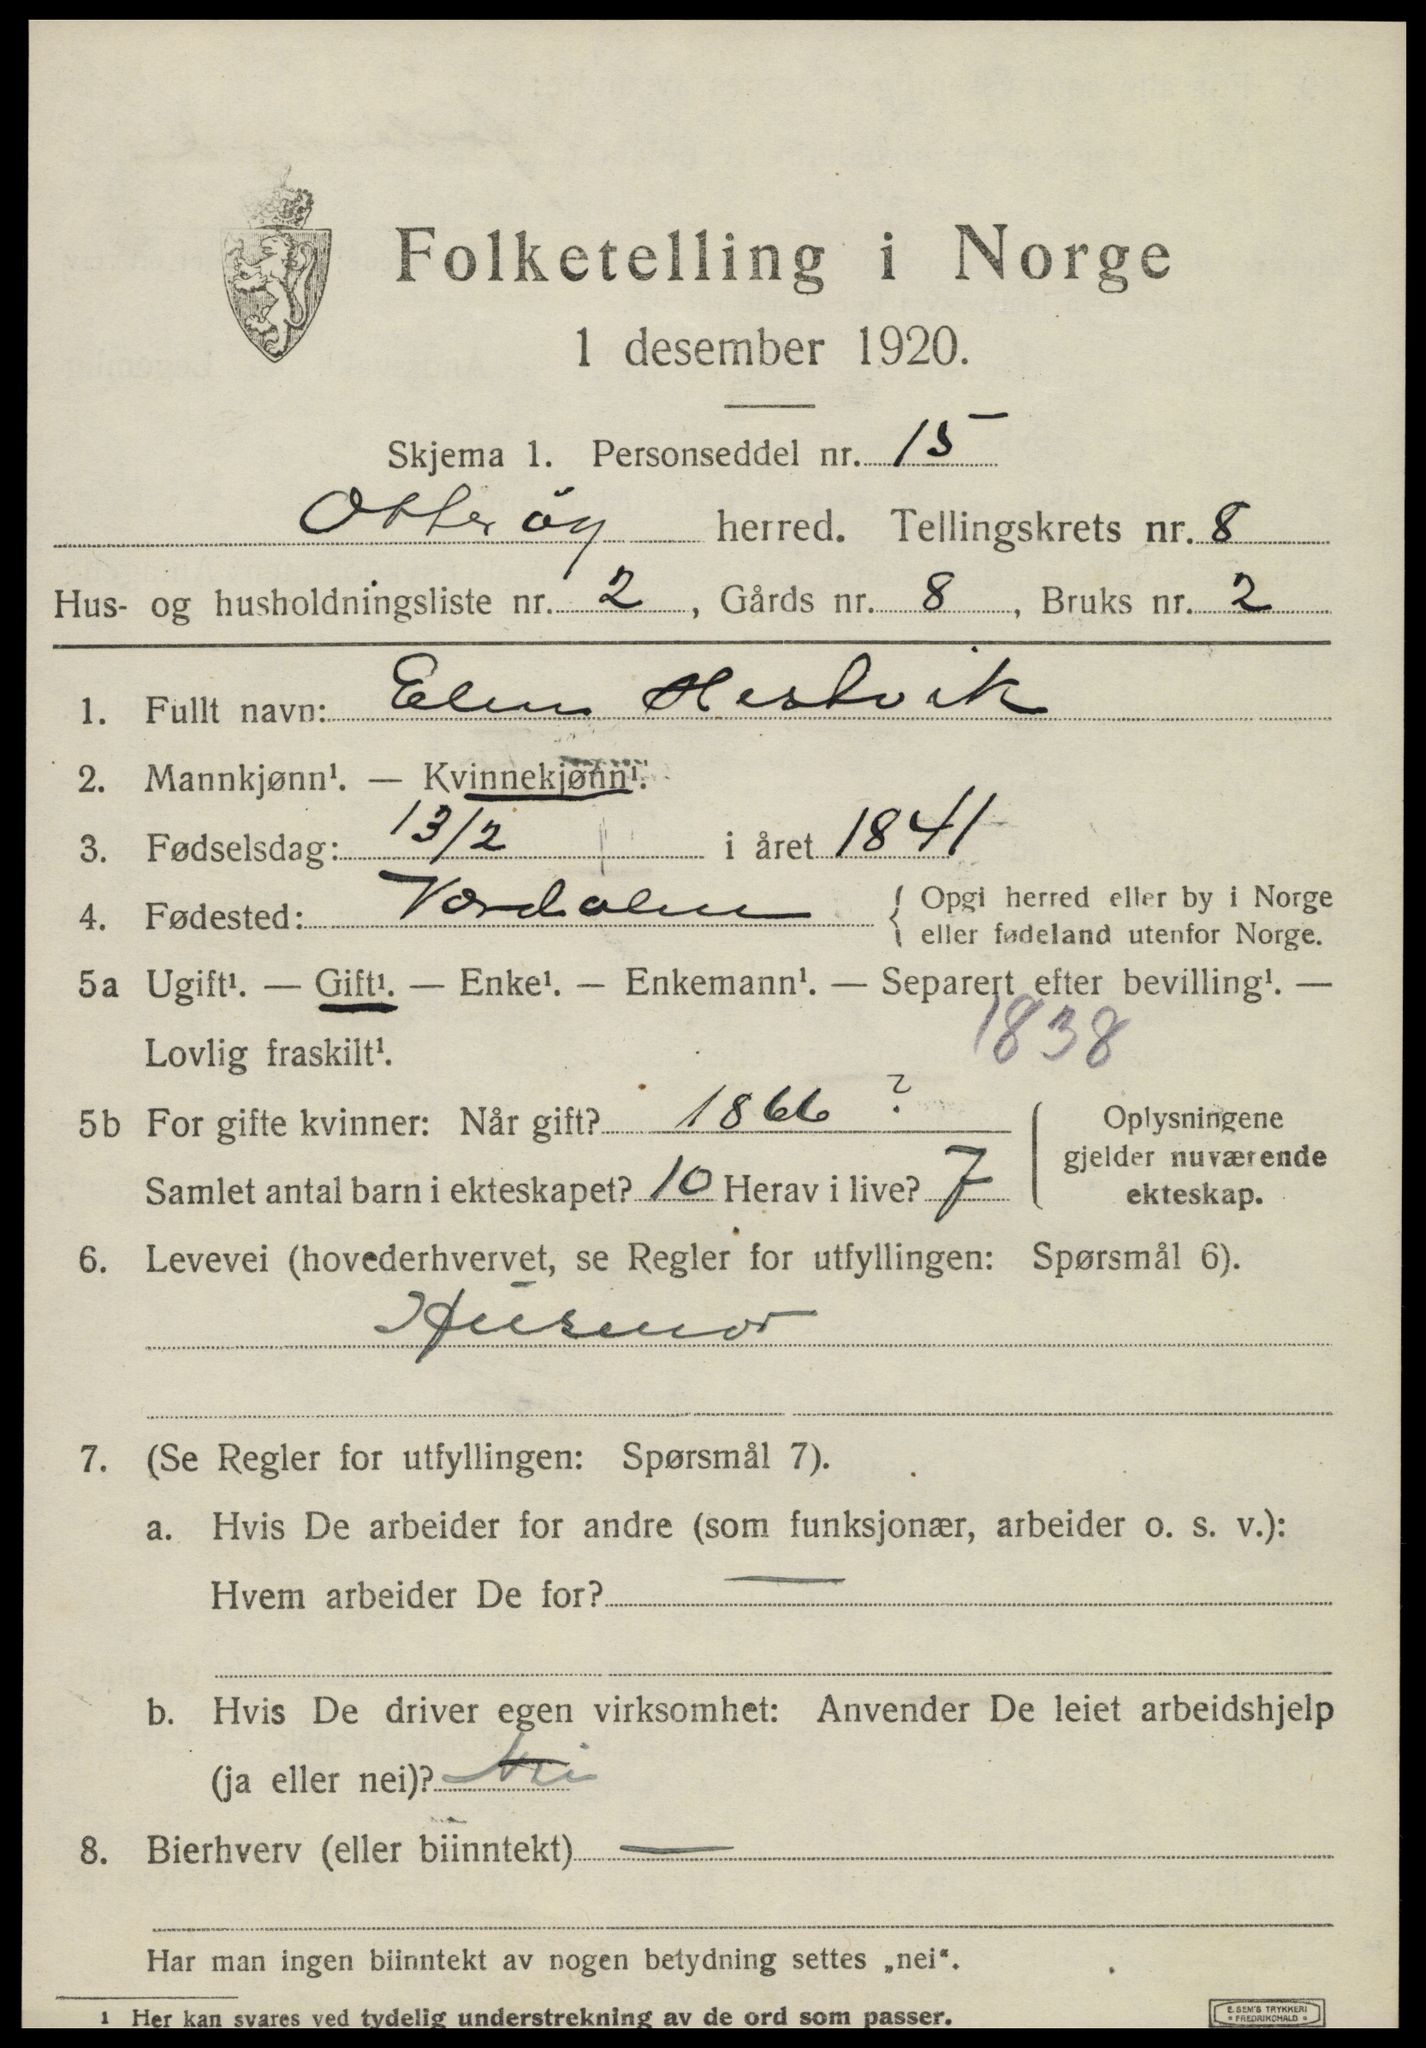 Folketelling i Norge
1 desember 1920.
Skjema 1. Personseddel nr. 15
Otterøy herred. Tellingskrets nr. 8
Hus- og husholdningsliste nr. 2, Gårds nr. 8, Bruks nr. 2
1. Fullt navn: Elen Hestvik
2. Mannkjønn¹. — Kvinnekjønn¹.
3. Fødselsdag: 13/2 i året 1841
4. Fødested: Værdalen { Opgi herred eller by i Norge
eller fødeland utenfor Norge.
5a Ugift¹. — Gift¹. — Enke¹. — Enkemann¹. — Separert efter bevilling¹. —
Lovlig fraskilt¹. 1838
5b For gifte kvinner: Når gift? 1866 ?
Samlet antal barn i ekteskapet? 10 Herav i live? 7
Oplysningene
gjelder nuværende
ekteskap.
6. Levevei (hovederhvervet, se Regler for utfyllingen: Spørsmål 6).
Husmor
7. (Se Regler for utfyllingen: Spørsmål 7).
a. Hvis De arbeider for andre (som funksjonær, arbeider o. s. v.):
Hvem arbeider De for? —
b. Hvis De driver egen virksomhet: Anvender De leiet arbeidshjelp
(ja eller nei)? Nei
8. Bierhverv (eller biinntekt) —
Har man ingen biinntekt av nogen betydning settes „nei“.
1 Her kan svares ved tydelig understrekning av de ord som passer.
E. SEM'S TRYKKERI
FREDRIKSHALD